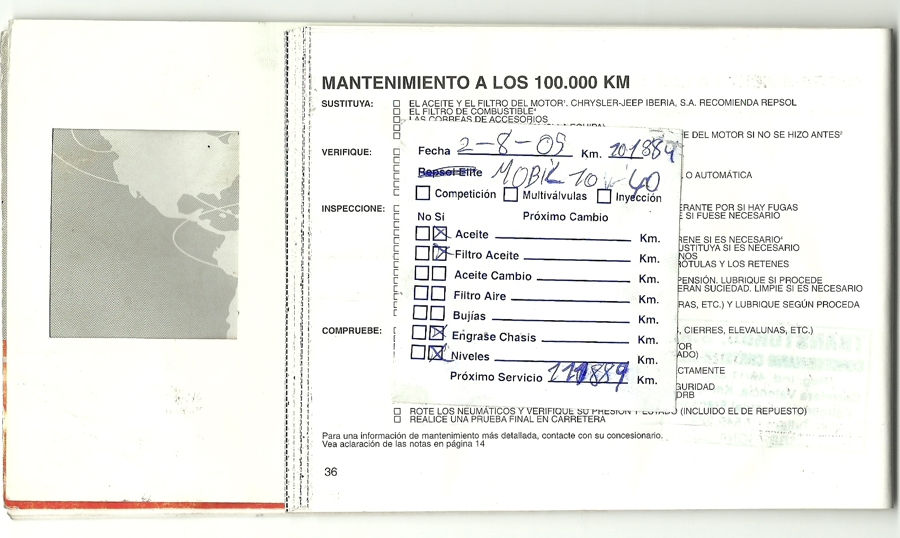 MANTENIMIENTO A LOS 100.000 KM
SUSTITUYA: EL ACEITE Y EL FILTRO DEL MOTOR¹. CHRYSLER-JEEP IBERIA, S.A. RECOMIENDA REPSOL
EL FILTRO DE COMBUSTIBLE⁴
LAS CORREAS DE ACCESORIOS
E DEL MOTOR SI NO SE HIZO ANTES²
Fecha 2-8-05 Km. 101884
VERIFIQUE:
Repsol Elite MOBIL 10 W 40
O AUTOMÁTICA
Competición Multiválvulas Inyección
INSPECCIONE:
ERANTE POR SI HAY FUGAS
E SI FUESE NECESARIO
No Si Próximo Cambio
Aceite Km.
RENE SI ES NECESARIO⁴
USTITUYA SI ES NECESARIO
NOS
Filtro Aceite Km.
RÓTULAS Y LOS RETENES
Aceite Cambio Km.
PENSIÓN. LUBRIQUE SI PROCEDE
ERAN SUCIEDAD. LIMPIE SI ES NECESARIO
Filtro Aire Km.
RAS, ETC.) Y LUBRIQUE SEGÚN PROCEDA
Bujías Km.
COMPRUEBE:
, CIERRES, ELEVALUNAS, ETC.)
Engrase Chasis Km.
TOR
ADO)
Niveles Km.
CTAMENTE
Próximo Servicio 111884 Km.
GURIDAD
DRB
ROTE LOS NEUMÁTICOS Y VERIFIQUE SU PRESIÓN Y ESTADO (INCLUIDO EL DE REPUESTO)
REALICE UNA PRUEBA FINAL EN CARRETERA
Para una información de mantenimiento más detallada, contacte con su concesionario.
Vea aclaración de las notas en página 14
36